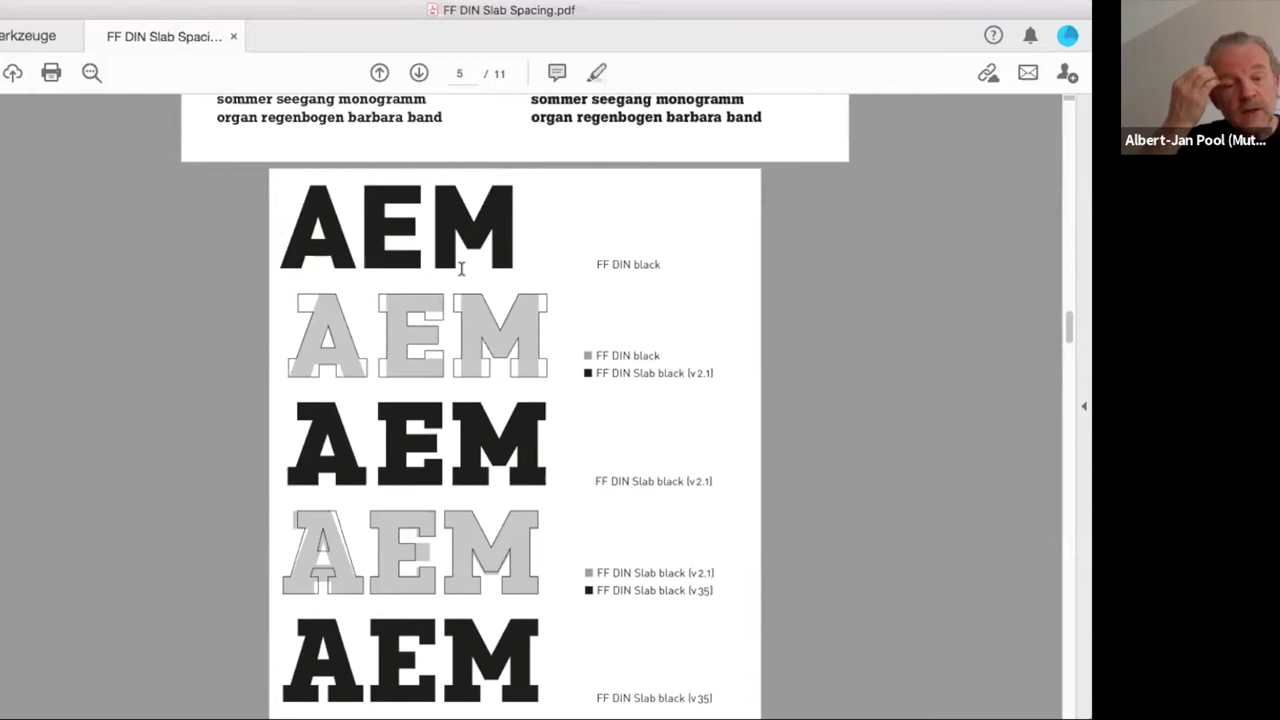 FF DIN Slab Spacing.pdf
erkzeuge
FF DIN Slab Spaci... ×
5 / 11
sommer seegang monogramm
organ regenbogen barbara band
sommer seegang monogramm
organ regenbogen barbara band
AEM
FF DIN black
AEM
FF DIN black
FF DIN Slab black (v2.1)
AEM
FF DIN Slab black (v2.1)
AEM
FF DIN Slab black (v2.1)
FF DIN Slab black (v35)
AEM
FF DIN Slab black (v35)
Albert-Jan Pool (Mut...